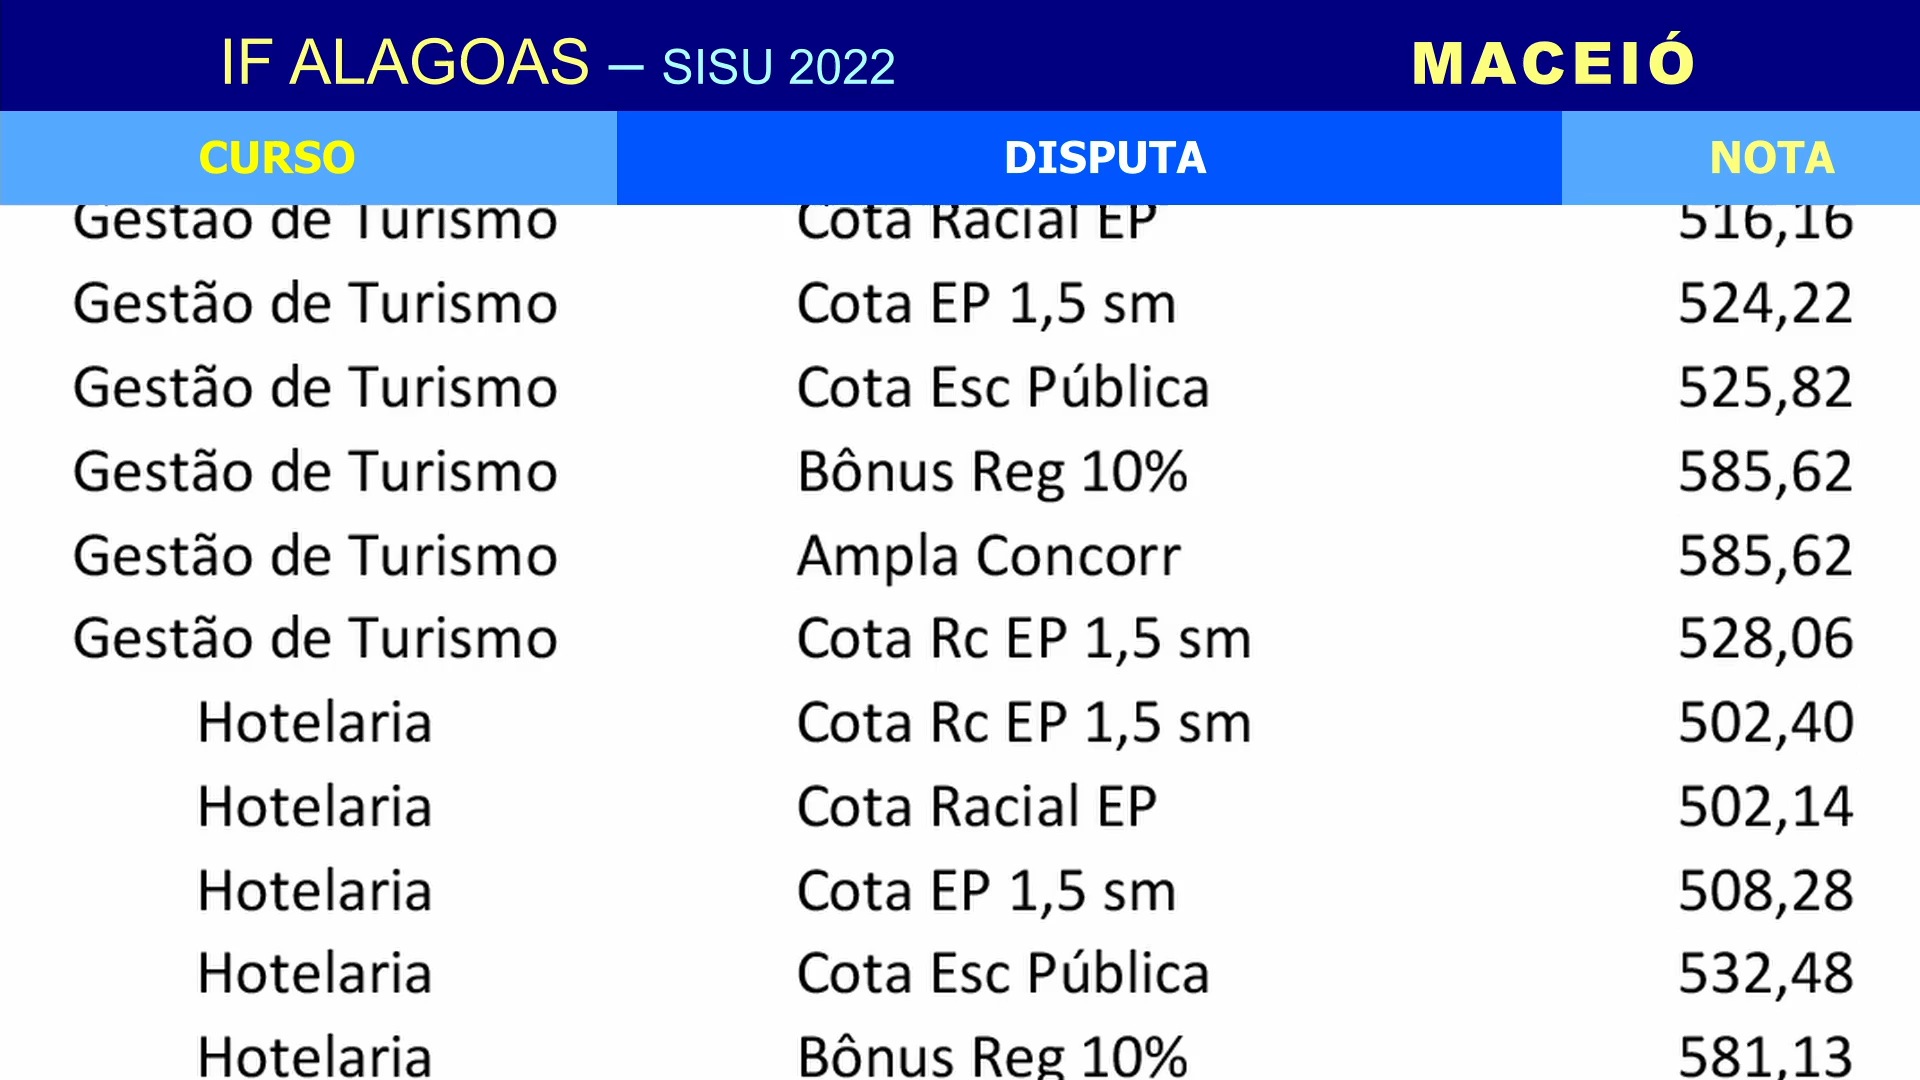 IF ALAGOAS – SISU 2022 MACEIÓ
CURSO DISPUTA NOTA
Gestão de Turismo Cota Racial EP 516,16
Gestão de Turismo Cota EP 1,5 sm 524,22
Gestão de Turismo Cota Esc Pública 525,82
Gestão de Turismo Bônus Reg 10% 585,62
Gestão de Turismo Ampla Concorr 585,62
Gestão de Turismo Cota Rc EP 1,5 sm 528,06
Hotelaria Cota Rc EP 1,5 sm 502,40
Hotelaria Cota Racial EP 502,14
Hotelaria Cota EP 1,5 sm 508,28
Hotelaria Cota Esc Pública 532,48
Hotelaria Bônus Reg 10% 581,13